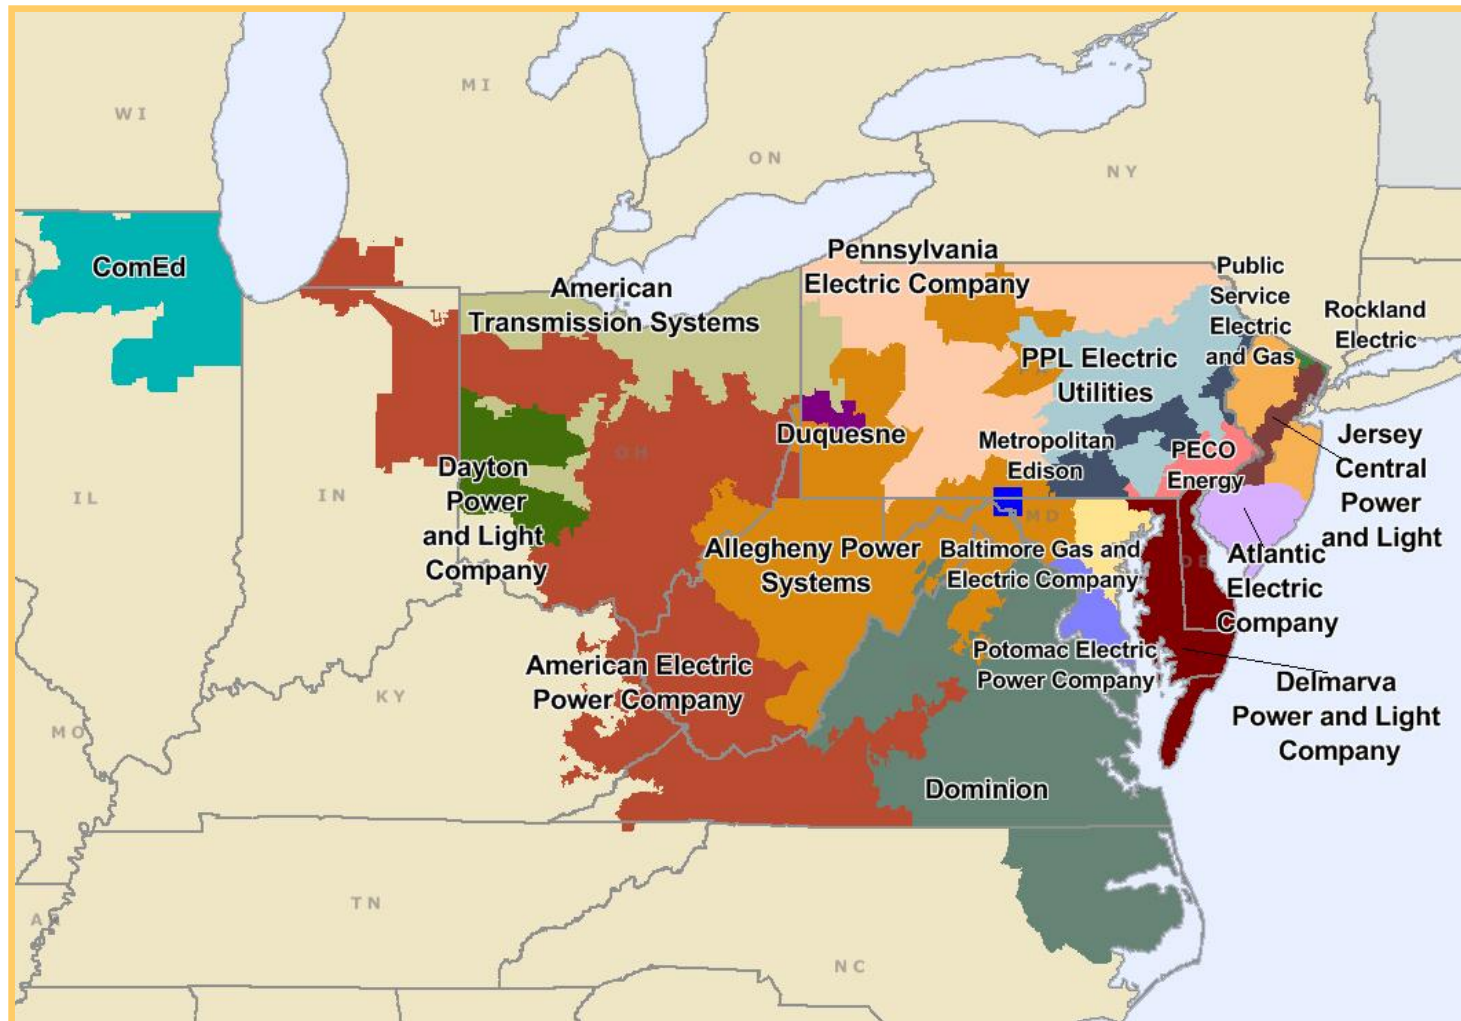 WI
MI
ON
NY
ComEd
Pennsylvania
Electric Company
Public
Service
Electric
and Gas
Rockland
Electric
American
Transmission Systems
PPL Electric
Utilities
Duquesne
Metropolitan
Edison
PECO
Energy
Jersey
Central
Power
and Light
Dayton
Power
and Light
Company
OH
IL
IN
MD
Allegheny Power
Systems
Baltimore Gas and
Electric Company
DE
Atlantic
Electric
Company
American Electric
Power Company
Potomac Electric
Power Company
Delmarva
Power and Light
Company
KY
MO
Dominion
TN
NC